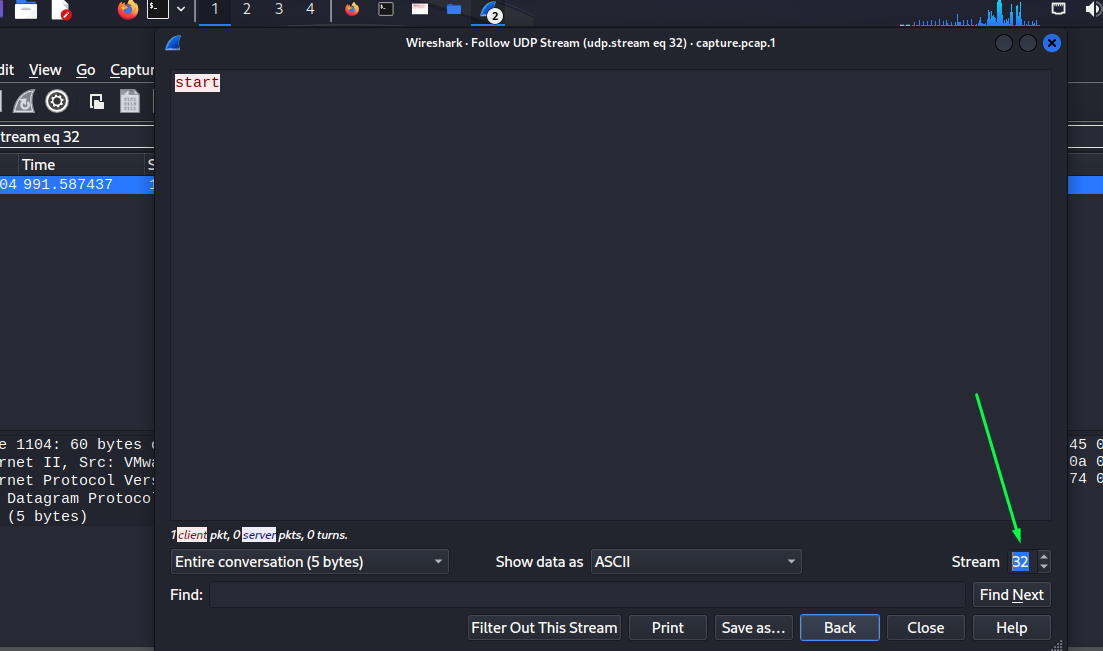 1 2 3 4 2
Wireshark · Follow UDP Stream (udp.stream eq 32) · capture.pcap.1
dit View Go Captur
start
tream eq 32
Time S
04 991.587437 1
e 1104: 60 bytes 45 0
rnet II, Src: VMwa 0a 0
rnet Protocol Vers 74 0
Datagram Protoco
(5 bytes)
1 client pkt, 0 server pkts, 0 turns.
Entire conversation (5 bytes) Show data as ASCII Stream 32
Find: Find Next
Filter Out This Stream Print Save as… Back Close Help